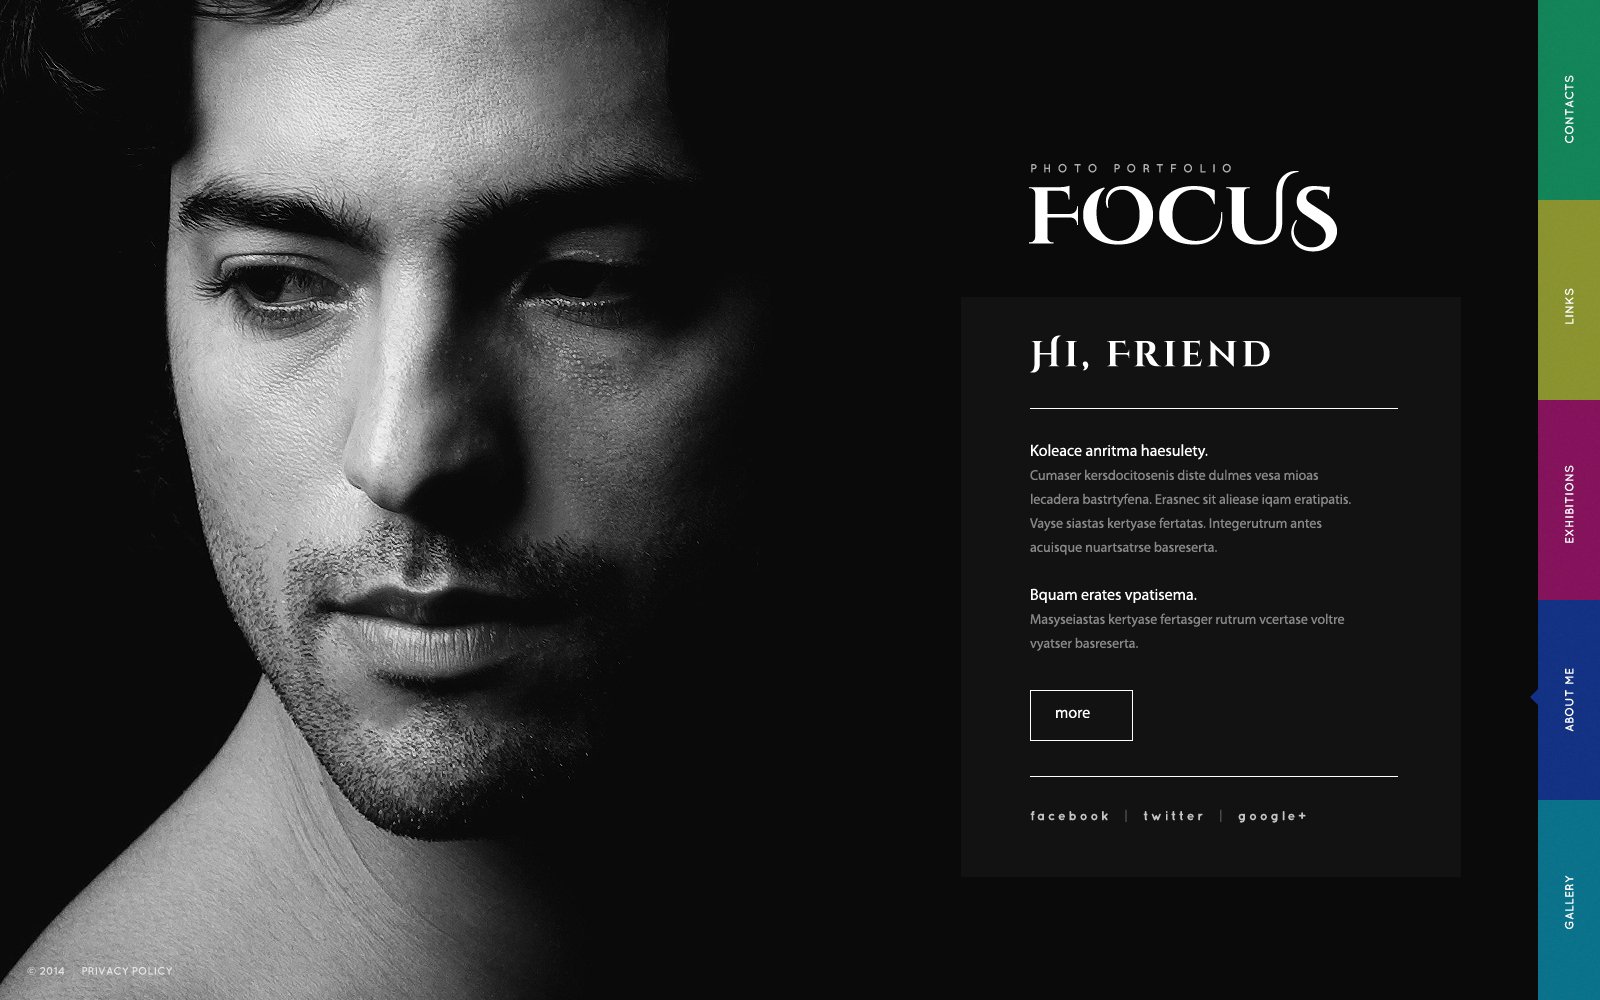 PHOTO PORTFOLIO
FOCUS
HI, FRIEND
Koleace anritma haesulety.
Cumaser kersdocitosenis diste dulmes vesa mioas
lecadera bastrtyfena. Erasnec sit aliease iqam eratipatis.
Vayse siastas kertyase fertatas. Integerutrum antes
acuisque nuartsatrse basreserta.
Bquam erates vpatisema.
Masyseiastas kertyase fertasger rutrum vcertase voltre
vyatser basreserta.
more
facebook | twitter | google+
CONTACTS
LINKS
EXHIBITIONS
ABOUT ME
GALLERY
© 2014 PRIVACY POLICY